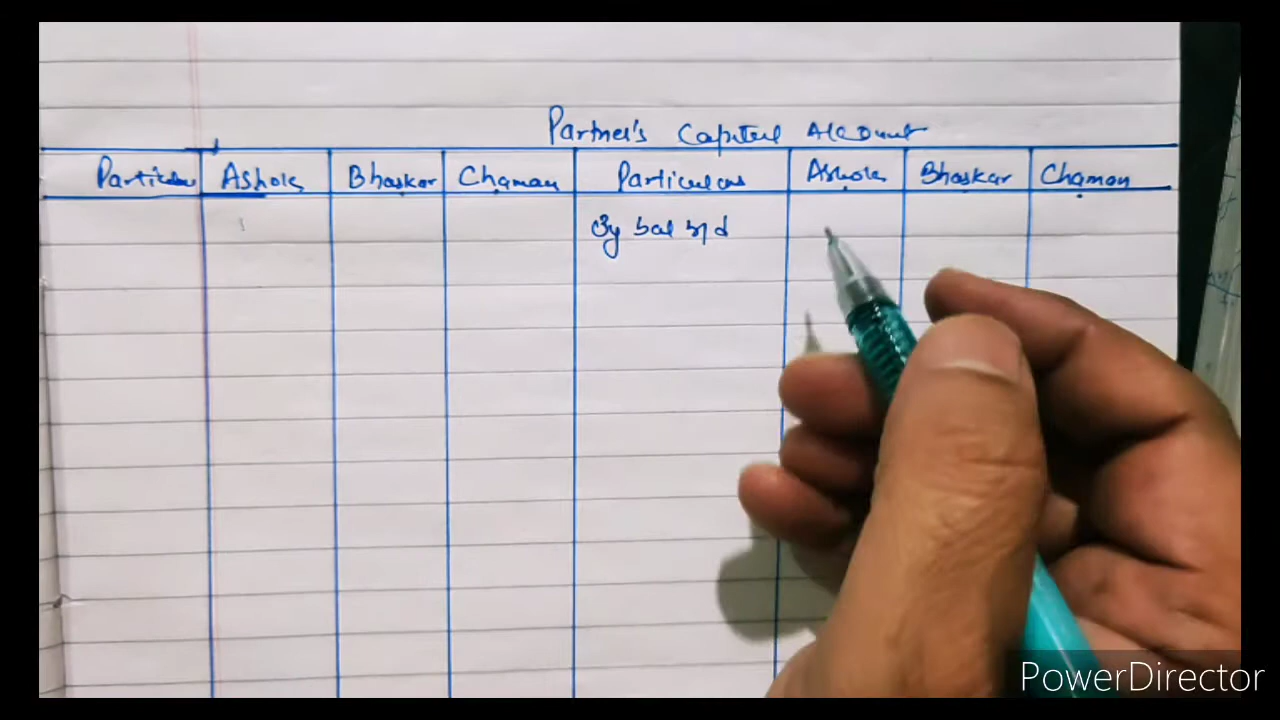 Partner's Capital Account
Particulars Ashok Bhaskar Chaman Particulars Ashok Bhaskar Chaman
By bal b/d
PowerDirector